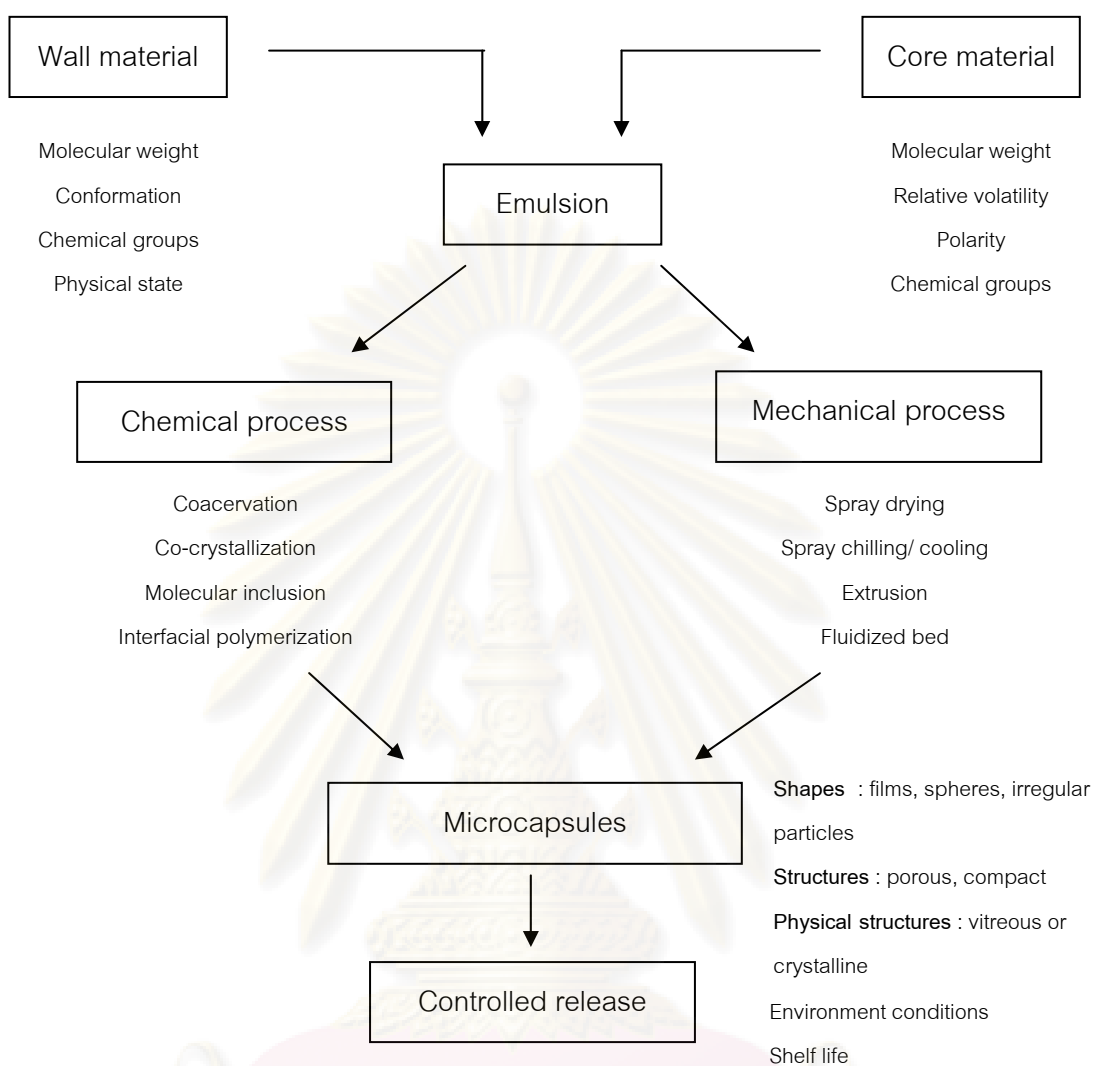 Wall material
Core material
Molecular weight
Conformation
Chemical groups
Physical state
Molecular weight
Relative volatility
Polarity
Chemical groups
Emulsion
Chemical process
Mechanical process
Coacervation
Co-crystallization
Molecular inclusion
Interfacial polymerization
Spray drying
Spray chilling/ cooling
Extrusion
Fluidized bed
Microcapsules
Shapes : films, spheres, irregular
particles
Structures : porous, compact
Physical structures : vitreous or
crystalline
Controlled release
Environment conditions
Shelf life